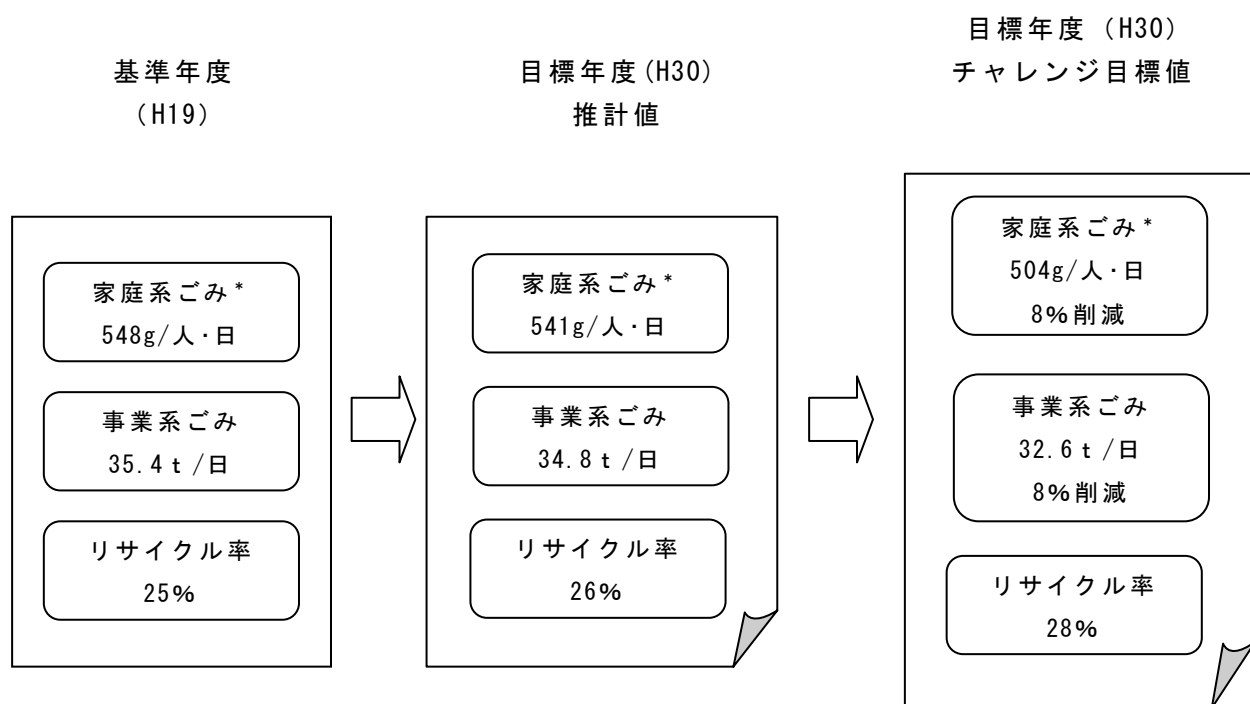 基準年度
（H19）
家庭系ごみ*
548g/人・日
事業系ごみ
35.4ｔ/日
リサイクル率
25%
目標年度(H30)
推計値
家庭系ごみ*
541g/人・日
事業系ごみ
34.8ｔ/日
リサイクル率
26%
目標年度（H30）
チャレンジ目標値
家庭系ごみ*
504g/人・日
8%削減
事業系ごみ
32.6ｔ/日
8%削減
リサイクル率
28%